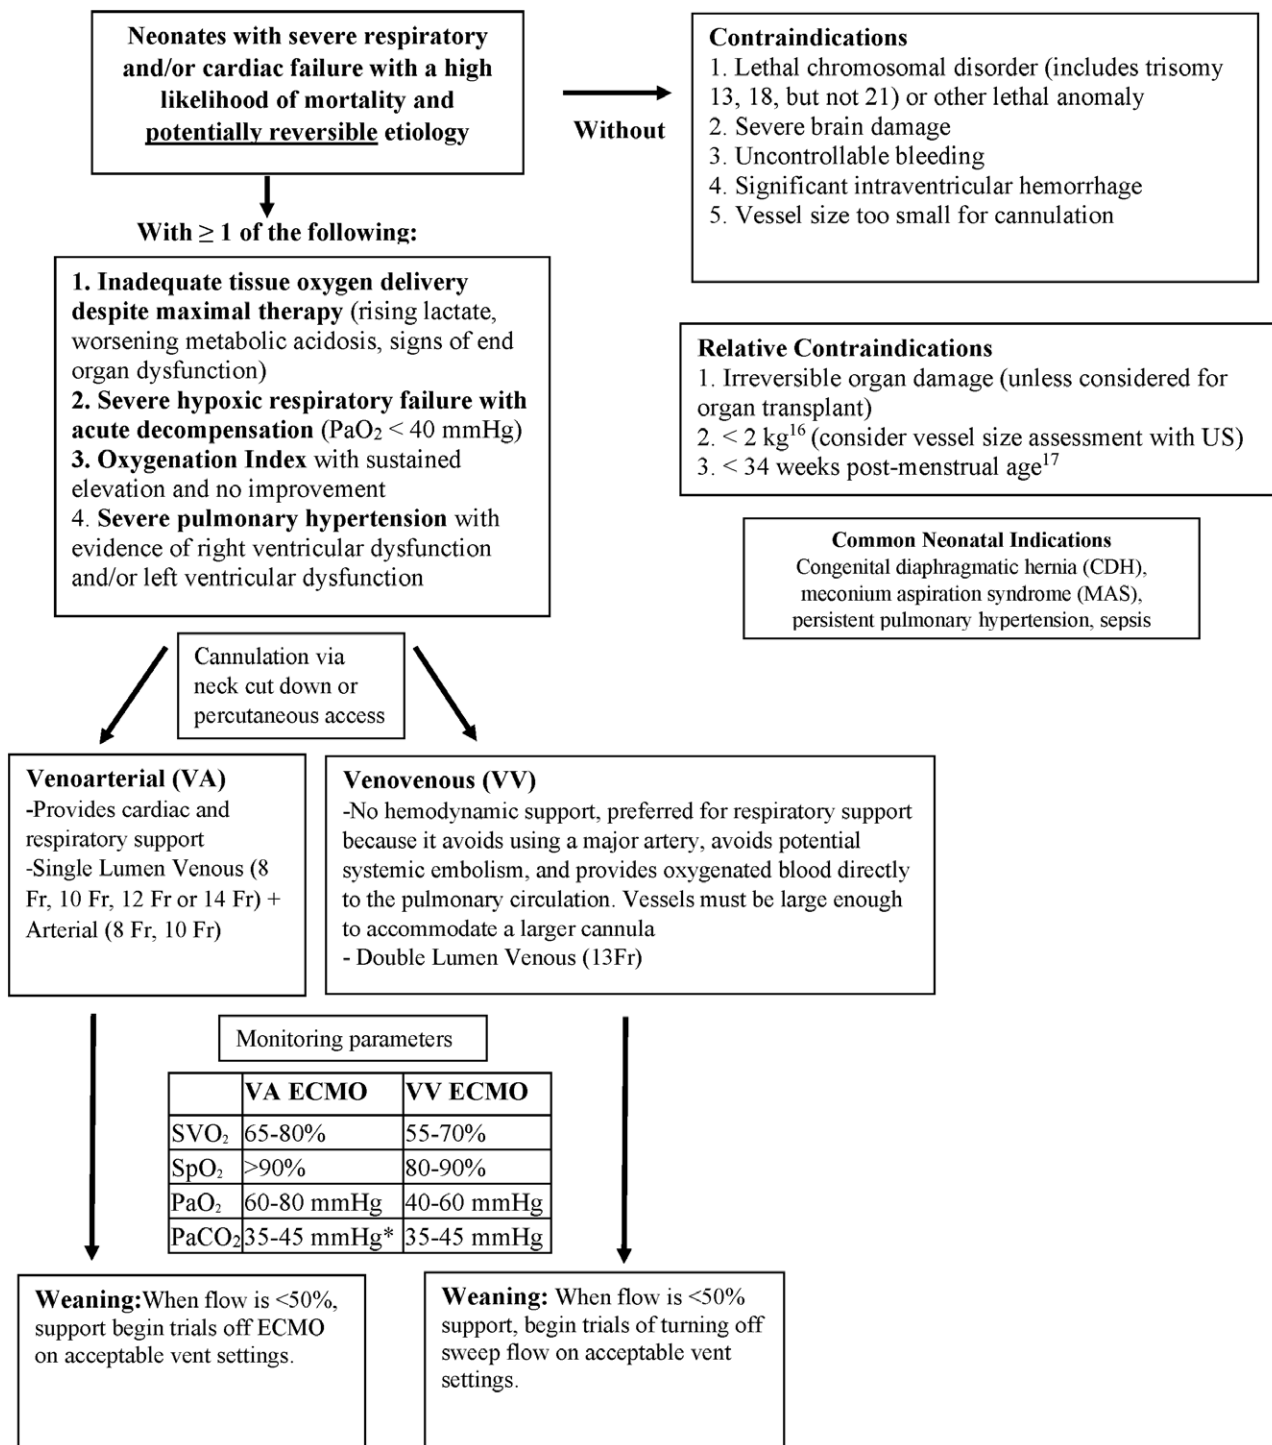 Neonates with severe respiratory
and/or cardiac failure with a high
likelihood of mortality and
potentially reversible etiology
Without
Contraindications
1. Lethal chromosomal disorder (includes trisomy
13, 18, but not 21) or other lethal anomaly
2. Severe brain damage
3. Uncontrollable bleeding
4. Significant intraventricular hemorrhage
5. Vessel size too small for cannulation
With ≥ 1 of the following:
1. Inadequate tissue oxygen delivery
despite maximal therapy (rising lactate,
worsening metabolic acidosis, signs of end
organ dysfunction)
2. Severe hypoxic respiratory failure with
acute decompensation (PaO₂ < 40 mmHg)
3. Oxygenation Index with sustained
elevation and no improvement
4. Severe pulmonary hypertension with
evidence of right ventricular dysfunction
and/or left ventricular dysfunction
Relative Contraindications
1. Irreversible organ damage (unless considered for
organ transplant)
2. < 2 kg¹⁶ (consider vessel size assessment with US)
3. < 34 weeks post-menstrual age¹⁷
Common Neonatal Indications
Congenital diaphragmatic hernia (CDH),
meconium aspiration syndrome (MAS),
persistent pulmonary hypertension, sepsis
Cannulation via
neck cut down or
percutaneous access
Venoarterial (VA)
-Provides cardiac and
respiratory support
-Single Lumen Venous (8
Fr, 10 Fr, 12 Fr or 14 Fr) +
Arterial (8 Fr, 10 Fr)
Venovenous (VV)
-No hemodynamic support, preferred for respiratory support
because it avoids using a major artery, avoids potential
systemic embolism, and provides oxygenated blood directly
to the pulmonary circulation. Vessels must be large enough
to accommodate a larger cannula
- Double Lumen Venous (13Fr)
Monitoring parameters
VA ECMO VV ECMO
SVO₂ 65-80% 55-70%
SpO₂ >90% 80-90%
PaO₂ 60-80 mmHg 40-60 mmHg
PaCO₂ 35-45 mmHg* 35-45 mmHg
Weaning:When flow is <50%,
support begin trials off ECMO
on acceptable vent settings.
Weaning: When flow is <50%
support, begin trials of turning off
sweep flow on acceptable vent
settings.